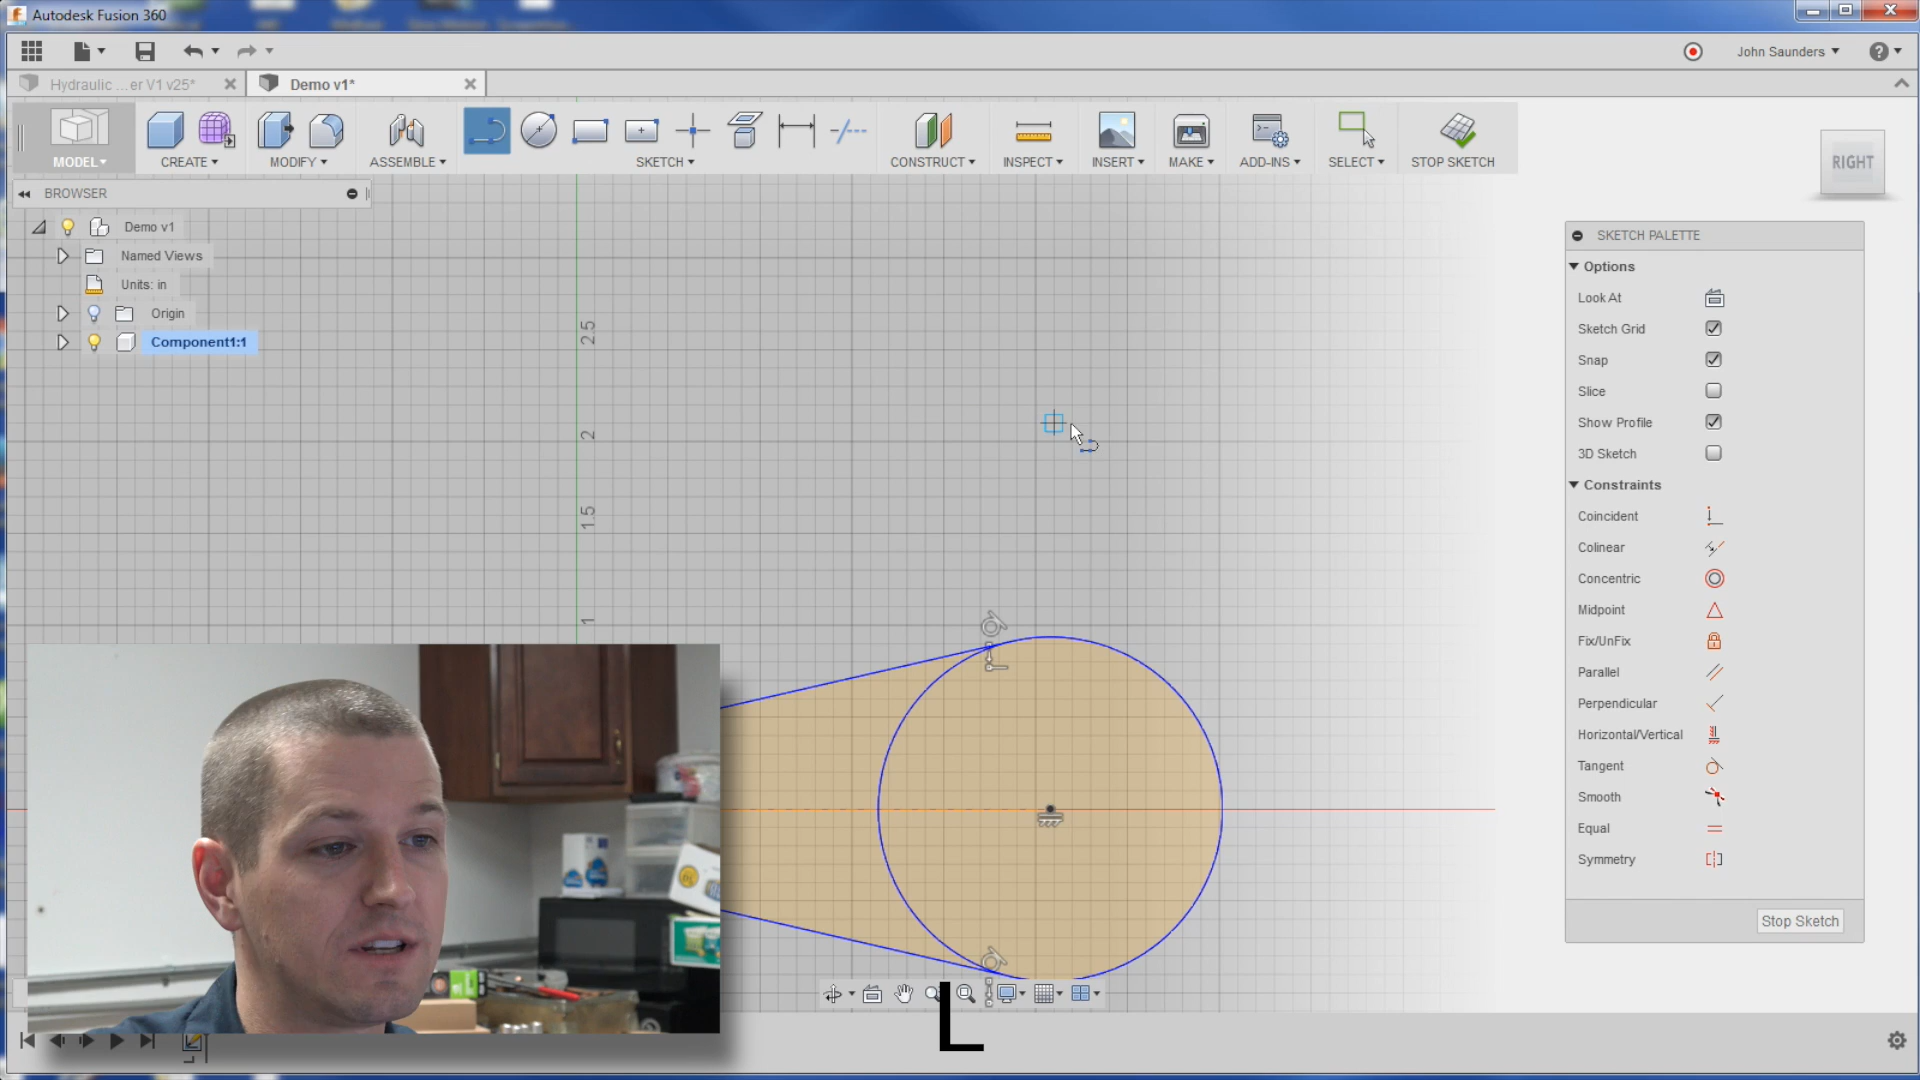 Autodesk Fusion 360
John Saunders
Hydraulic ...er V1 v25*
Demo v1*
MODEL
CREATE
MODIFY
ASSEMBLE
SKETCH
CONSTRUCT
INSPECT
INSERT
MAKE
ADD-INS
SELECT
STOP SKETCH
RIGHT
BROWSER
Demo v1
Named Views
Units: in
Origin
Component1:1
2.5
2
1.5
1
SKETCH PALETTE
Options
Look At
Sketch Grid
Snap
Slice
Show Profile
3D Sketch
Constraints
Coincident
Colinear
Concentric
Midpoint
Fix/UnFix
Parallel
Perpendicular
Horizontal/Vertical
Tangent
Smooth
Equal
Symmetry
Stop Sketch
L